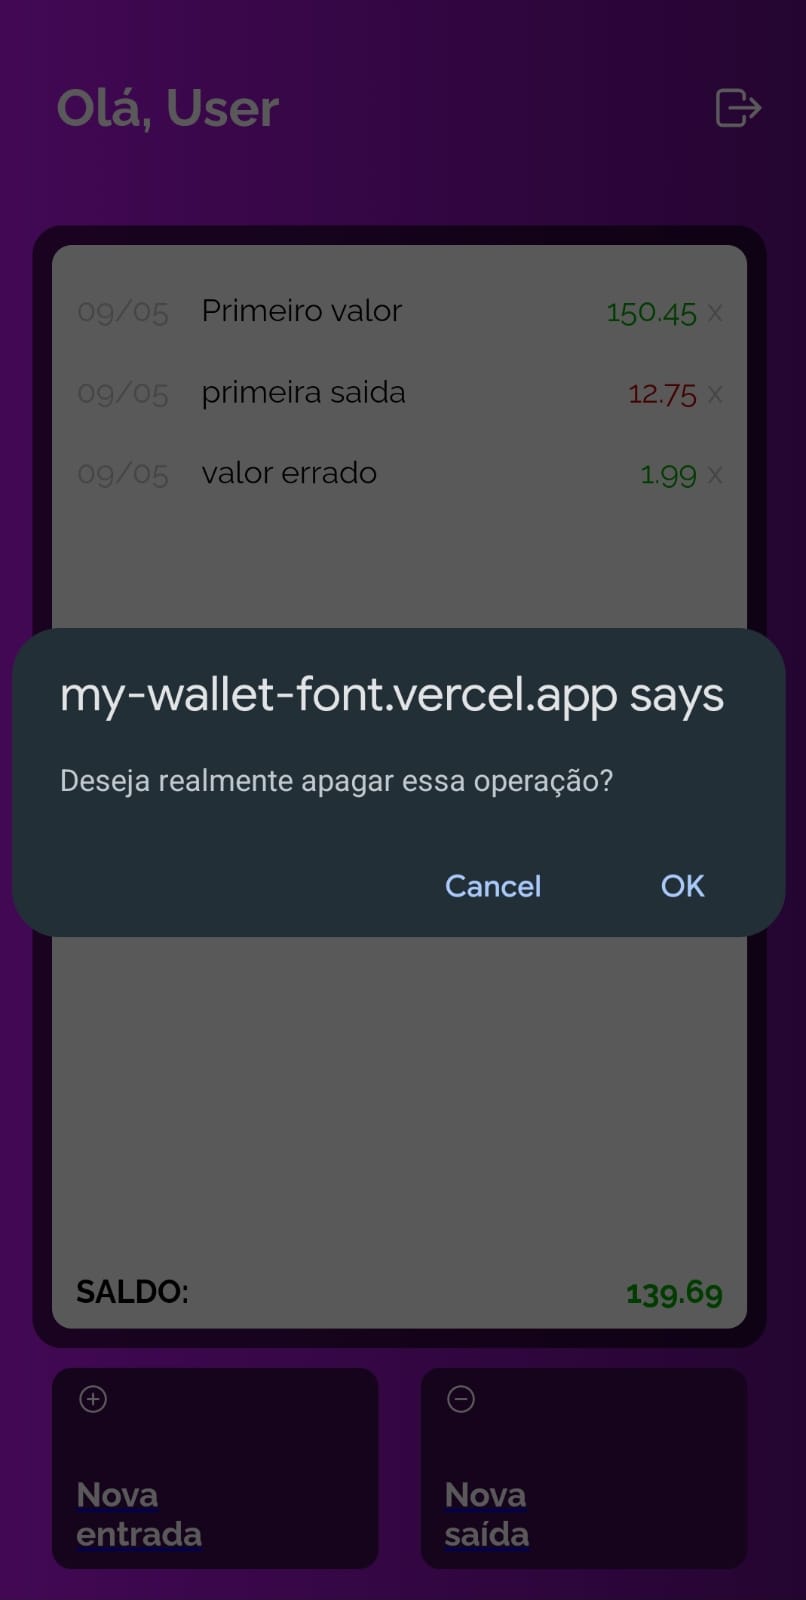 Olá, User
09/05 Primeiro valor 150.45 x
09/05 primeira saida 12.75 x
09/05 valor errado 1.99 x
my-wallet-font.vercel.app says
Deseja realmente apagar essa operação?
Cancel OK
SALDO: 139.69
Nova
entrada
Nova
saída